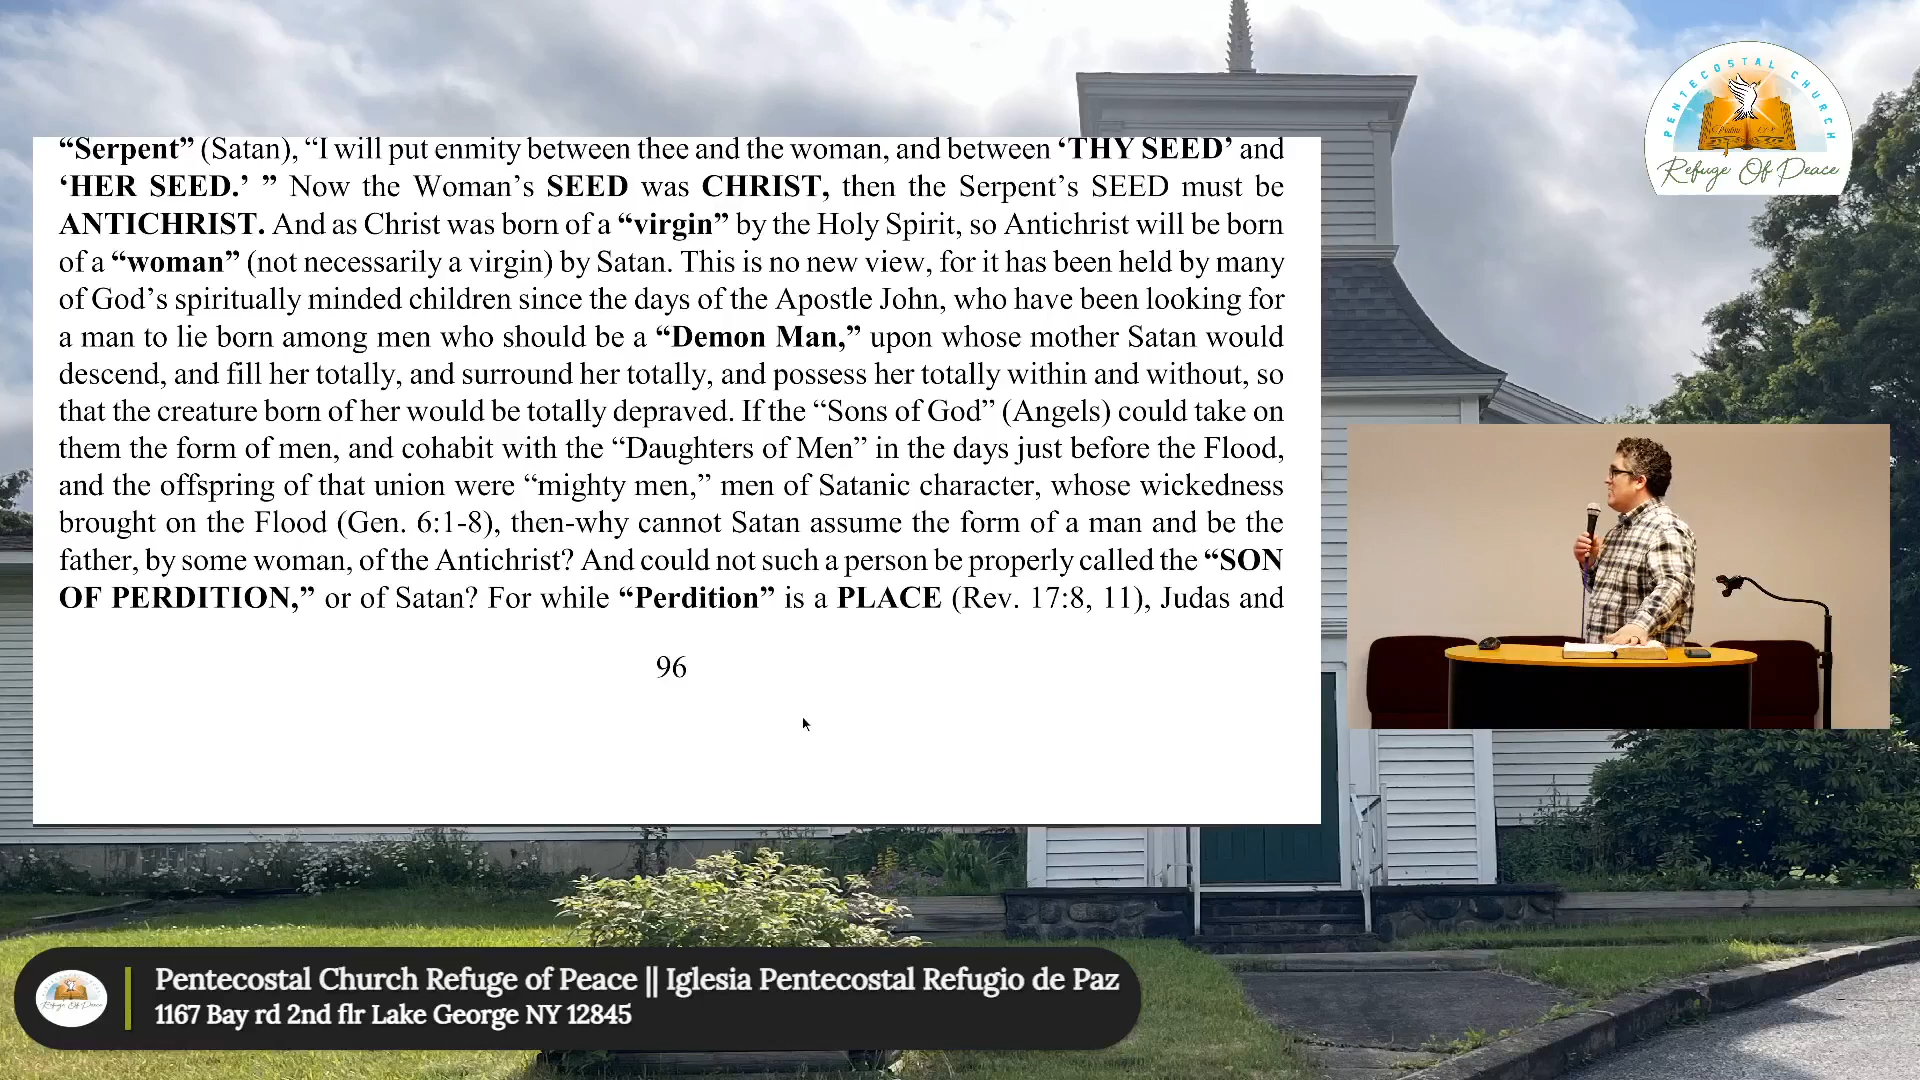 “Serpent” (Satan), “I will put enmity between thee and the woman, and between ‘THY SEED’ and
‘HER SEED.’ ” Now the Woman’s SEED was CHRIST, then the Serpent’s SEED must be
ANTICHRIST. And as Christ was born of a “virgin” by the Holy Spirit, so Antichrist will be born
of a “woman” (not necessarily a virgin) by Satan. This is no new view, for it has been held by many
of God’s spiritually minded children since the days of the Apostle John, who have been looking for
a man to lie born among men who should be a “Demon Man,” upon whose mother Satan would
descend, and fill her totally, and surround her totally, and possess her totally within and without, so
that the creature born of her would be totally depraved. If the “Sons of God” (Angels) could take on
them the form of men, and cohabit with the “Daughters of Men” in the days just before the Flood,
and the offspring of that union were “mighty men,” men of Satanic character, whose wickedness
brought on the Flood (Gen. 6:1-8), then-why cannot Satan assume the form of a man and be the
father, by some woman, of the Antichrist? And could not such a person be properly called the “SON
OF PERDITION,” or of Satan? For while “Perdition” is a PLACE (Rev. 17:8, 11), Judas and
96
PENTECOSTAL CHURCH
Refuge Of Peace
Pentecostal Church Refuge of Peace || Iglesia Pentecostal Refugio de Paz
1167 Bay rd 2nd flr Lake George NY 12845